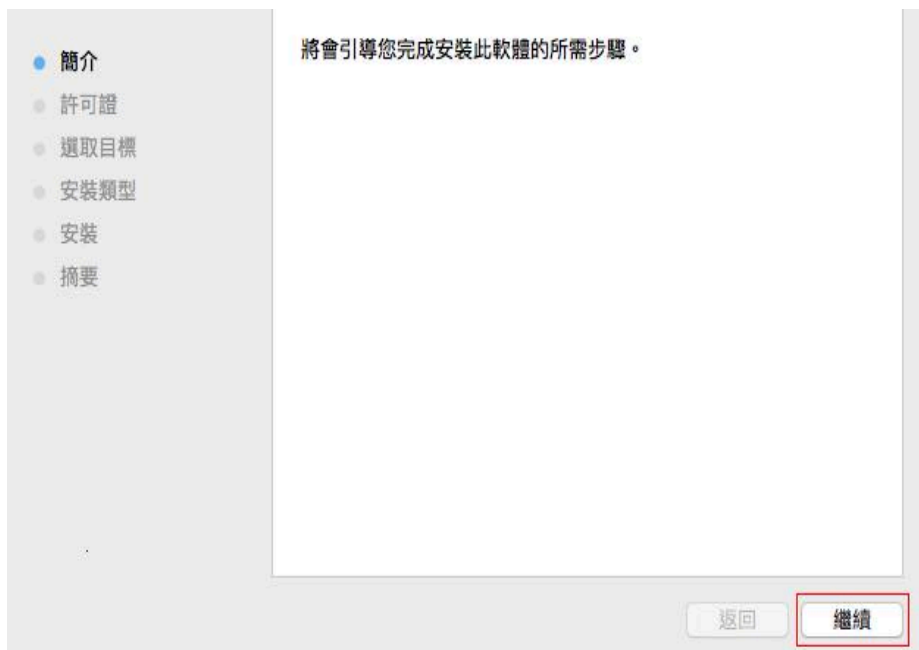 簡介
許可證
選取目標
安裝類型
安裝
摘要
將會引導您完成安裝此軟體的所需步驟。
返回
繼續